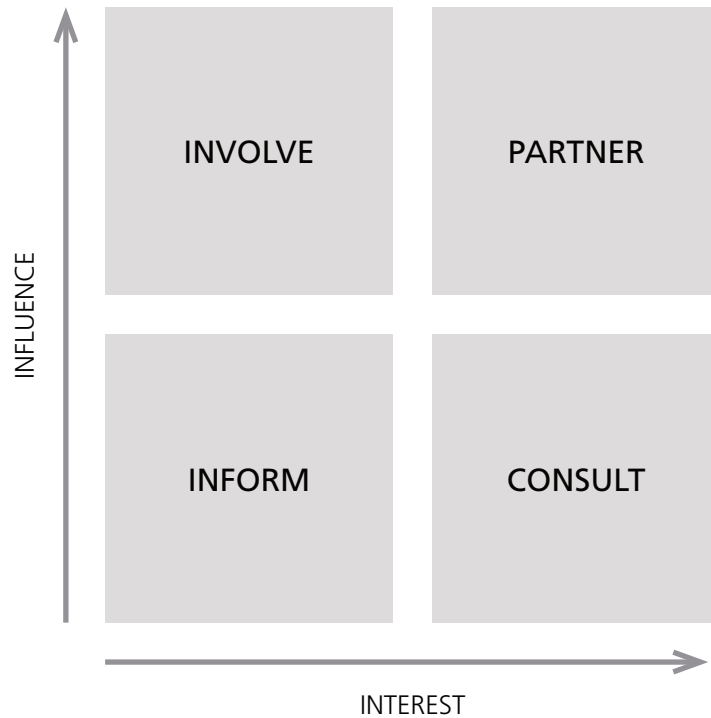 INVOLVE
PARTNER
INFLUENCE
INFORM
CONSULT
INTEREST